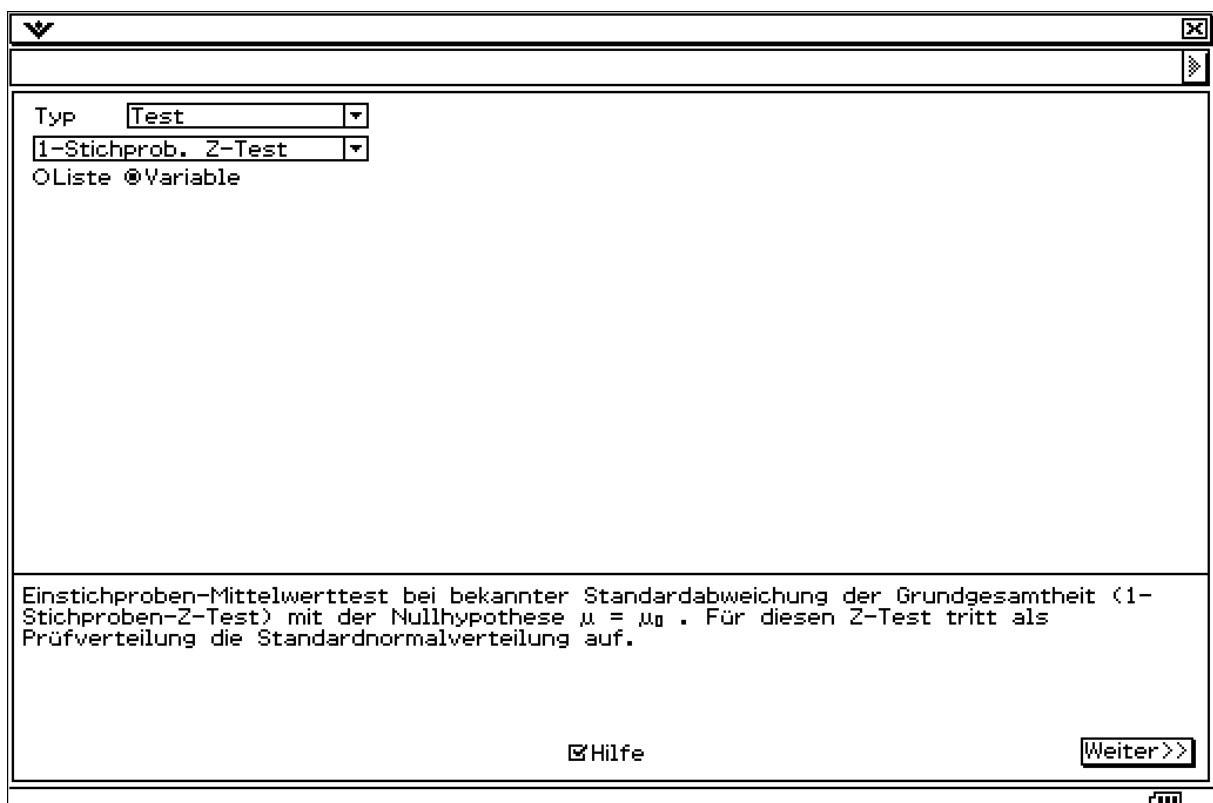 Typ Test
1-Stichprob. Z-Test
Liste Variable
Einstichproben-Mittelwerttest bei bekannter Standardabweichung der Grundgesamtheit (1-
Stichproben-Z-Test) mit der Nullhypothese μ = μ₀ . Für diesen Z-Test tritt als
Prüfverteilung die Standardnormalverteilung auf.
Hilfe Weiter>>